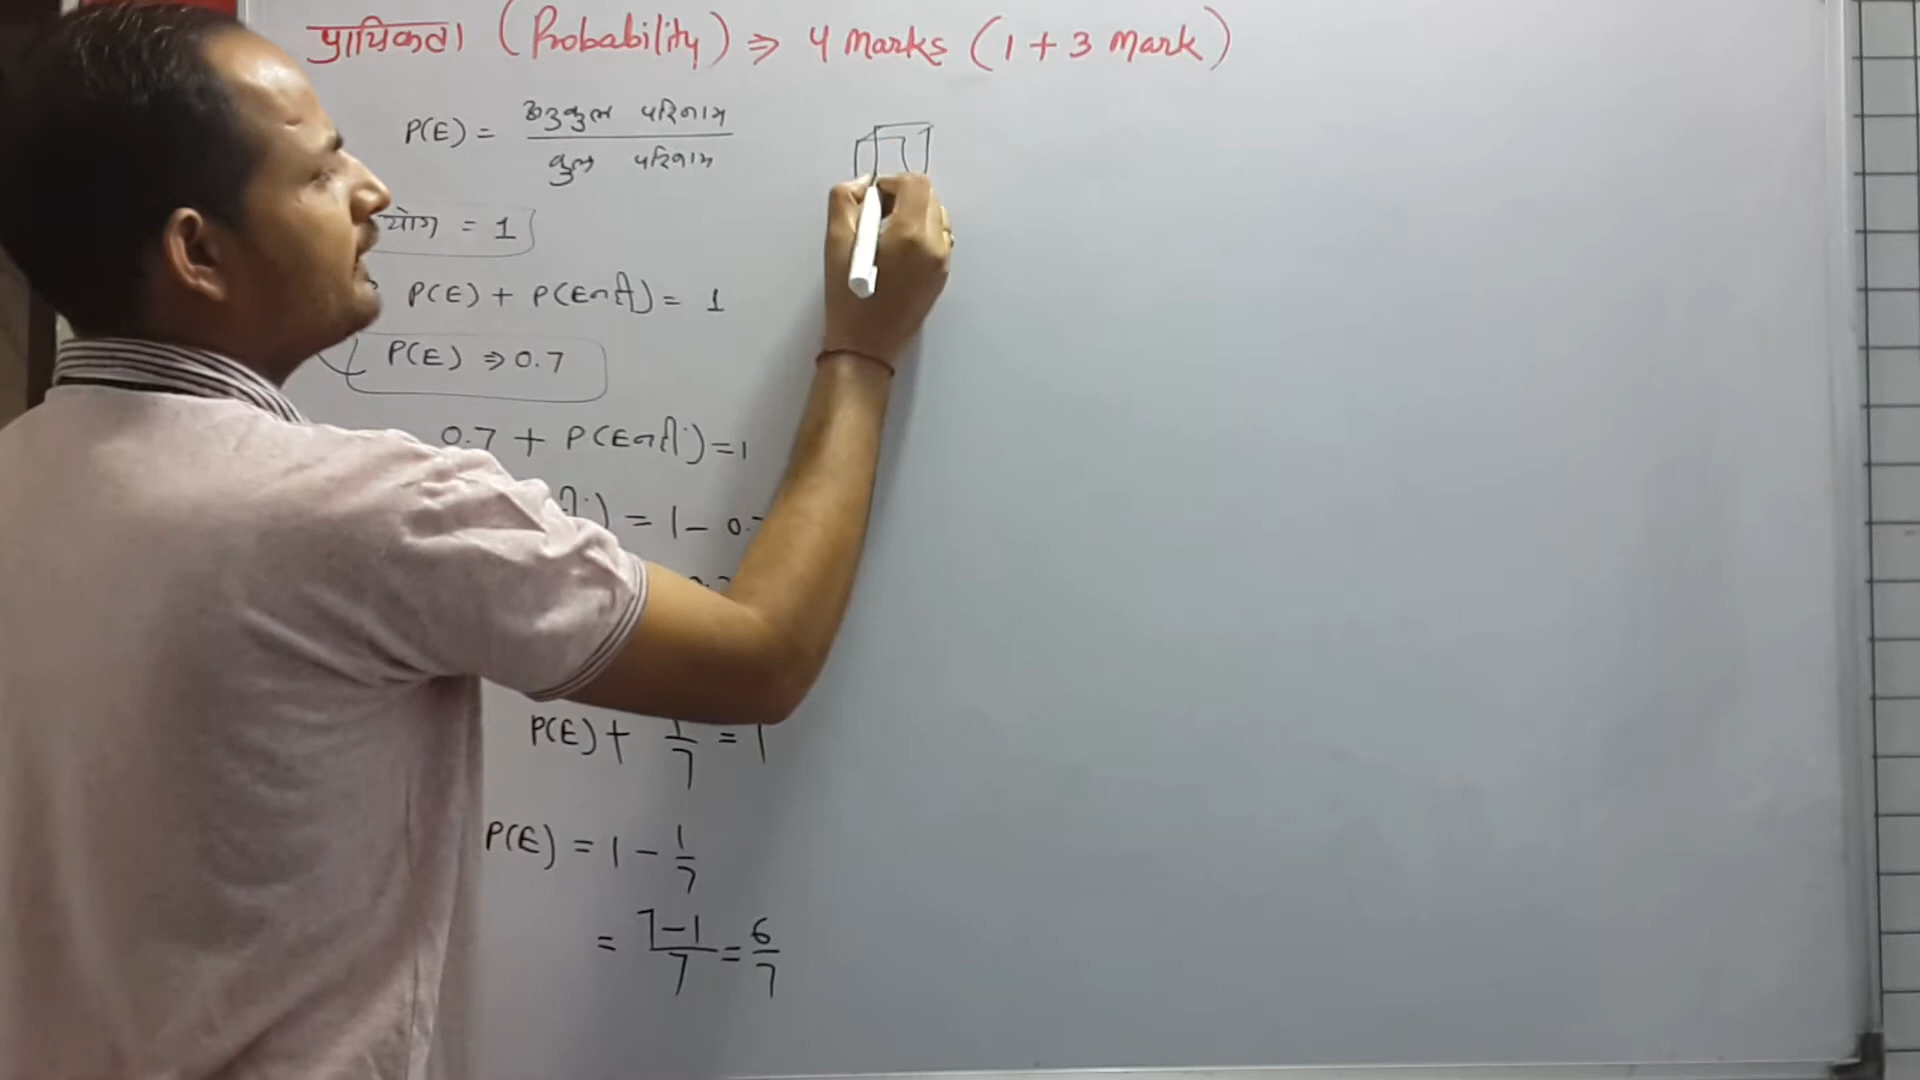 प्रायिकता (Probability) ⇒ 4 Marks (1 + 3 Mark)
P(E) = अनुकुल परिणाम
कुल परिणाम
योग = 1
P(E) + P(E नहीं) = 1
P(E) ⇒ 0.7
0.7 + P(E नहीं) = 1
) = 1 - 0.7
P(E) + 1/7 = 1
P(E) = 1 - 1/7
= 7-1/7 = 6/7